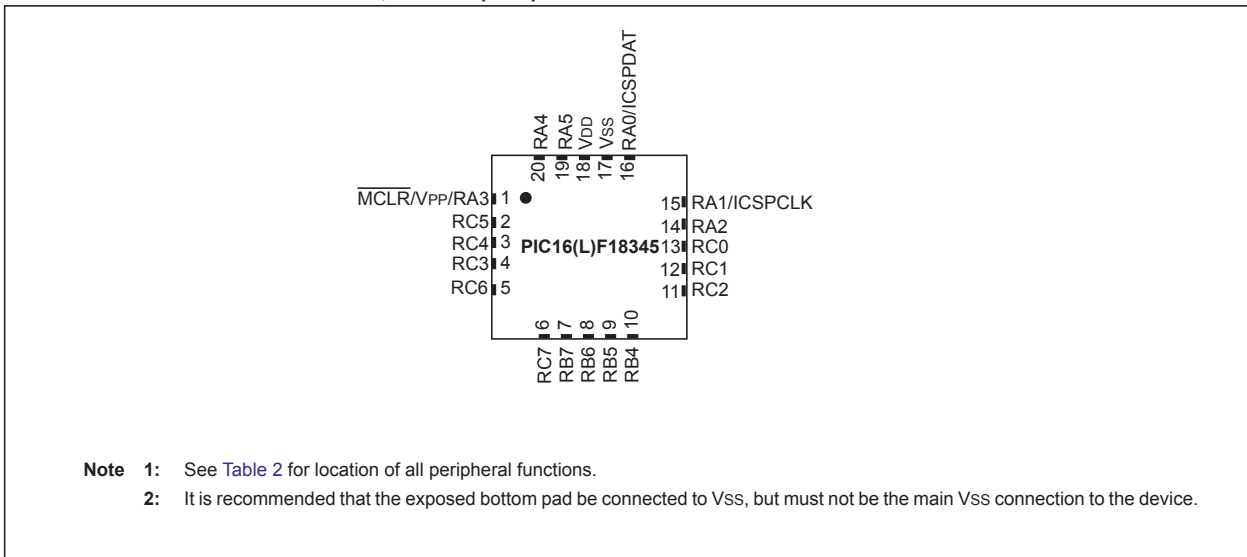 20 RA4
19 RA5
18 VDD
17 VSS
16 RA0/ICSPDAT
MCLR/VPP/RA3 1
RC5 2
RC4 3
RC3 4
RC6 5
PIC16(L)F18345
15 RA1/ICSPCLK
14 RA2
13 RC0
12 RC1
11 RC2
6 RC7
7 RB7
8 RB6
9 RB5
10 RB4
Note 1: See Table 2 for location of all peripheral functions.
2: It is recommended that the exposed bottom pad be connected to VSS, but must not be the main VSS connection to the device.